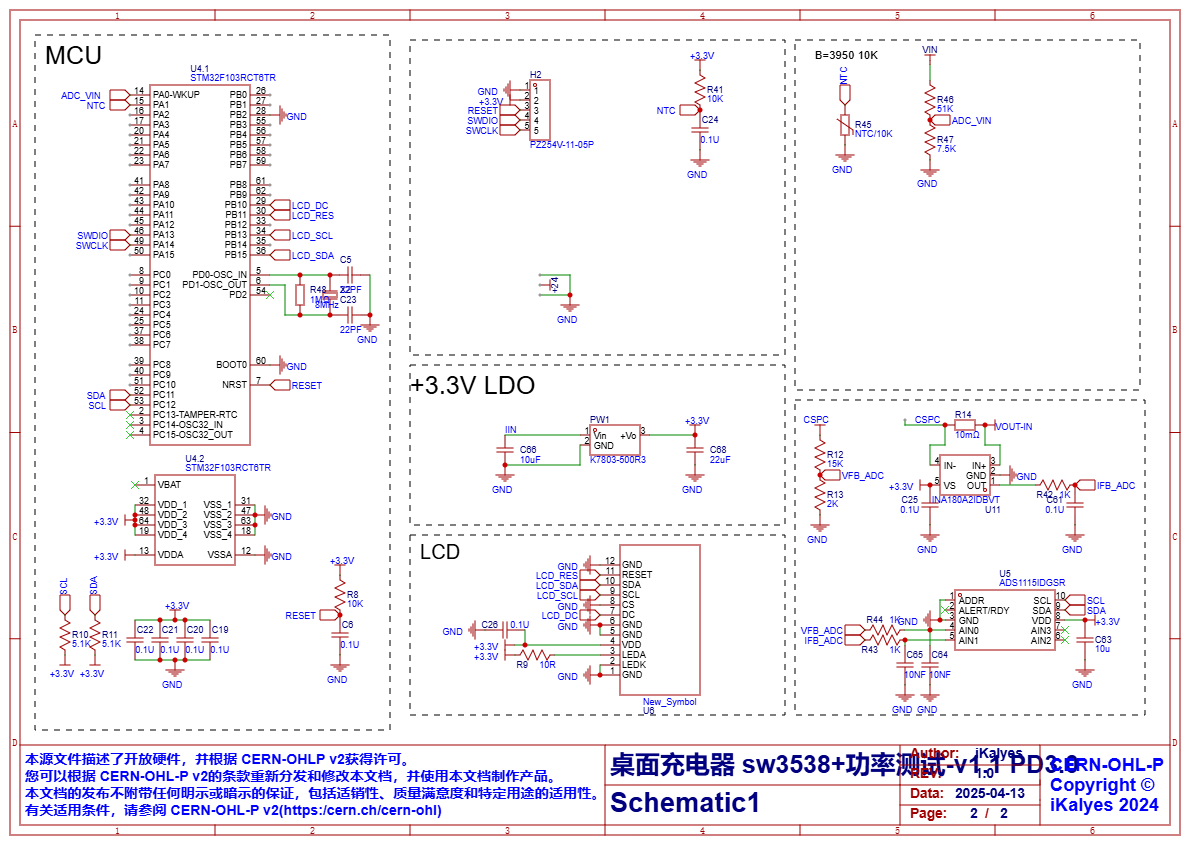 1 2 3 4 5 6
A
B
C
D
MCU
U4.1
STM32F103RCT6TR
ADC_VIN 14 PA0-WKUP PB0 26
NTC 15 PA1 PB1 27
16 PA2 PB2 28 GND
17 PA3 PB3 55
20 PA4 PB4 56
21 PA5 PB5 57
22 PA6 PB6 58
23 PA7 PB7 59
41 PA8 PB8 61
42 PA9 PB9 62
43 PA10 PB10 29 LCD_DC
44 PA11 PB11 30 LCD_RES
45 PA12 PB12 33
SWDIO 46 PA13 PB13 34 LCD_SCL
SWCLK 49 PA14 PB14 35
50 PA15 PB15 36 LCD_SDA
8 PC0 PD0-OSC_IN 5
9 PC1 PD1-OSC_OUT 6
10 PC2 PD2 54
11 PC3
24 PC4
25 PC5
37 PC6
38 PC7
39 PC8 BOOT0 60 GND
40 PC9
51 PC10 NRST 7 RESET
SDA 52 PC11
SCL 53 PC12
2 PC13-TAMPER-RTC
3 PC14-OSC32_IN
4 PC15-OSC32_OUT
C5
22PF
R48
1MΩ
8MHz
C23
22PF
GND
U4.2
STM32F103RCT6TR
1 VBAT
32 VDD_1 VSS_1 31
48 VDD_2 VSS_2 47
+3.3V 64 VDD_3 VSS_3 63 GND
19 VDD_4 VSS_4 18
+3.3V 13 VDDA VSSA 12 GND
SCL SDA
R10
5.1K
R11
5.1K
+3.3V +3.3V
+3.3V
C22 C21 C20 C19
0.1U 0.1U 0.1U 0.1U
GND
+3.3V
R8
10K
RESET
C6
0.1U
GND
H2
GND 1 1
+3.3V 2 2
RESET 3 3
SWDIO 4 4
SWCLK 5 5
PZ254V-11-05P
+3.3V
R41
10K
NTC
C24
0.1U
GND
+24
GND
B=3950 10K
NTC
R45
NTC/10K
GND
VIN
R46
51K
ADC_VIN
R47
7.5K
GND
+3.3V LDO
IIN
C66
10uF
GND
PW1
1 Vin +Vo 3
2 GND
K7803-500R3
+3.3V
C68
22uF
GND
LCD
GND 12 GND
LCD_RES 11 RESET
LCD_SDA 10 SDA
LCD_SCL 9 SCL
GND 8 CS
LCD_DC 7 DC
GND 6 GND
5 GND
4 VDD
3 LEDA
2 LEDK
GND 1 GND
GND C26 0.1U
+3.3V
+3.3V
R9 10R
New_Symbol
U6
CSPC
R12
15K
VFB_ADC
R13
2K
GND
CSPC R14 VOUT-IN
10mΩ
4 IN- IN+ 3
GND 2 GND
+3.3V 5 VS OUT 1
INA180A2IDBVT
U11
C25
0.1U
GND
R42 1K
IFB_ADC
C61
0.1U
GND
U5
ADS1115IDGSR
1 ADDR SCL 10 SCL
2 ALERT/RDY SDA 9 SDA
GND 3 GND VDD 8 +3.3V
4 AIN0 AIN3 7
5 AIN1 AIN2 6
VFB_ADC R44 1K
IFB_ADC R43 1K
C65 C64
10NF 10NF
GND GND
C63
10u
GND
本源文件描述了开放硬件，并根据 CERN-OHLP v2获得许可。
您可以根据 CERN-OHL-P v2的条款重新分发和修改本文档，并使用本文档制作产品。
本文档的发布不附带任何明示或暗示的保证，包括适销性、质量满意度和特定用途的适用性。
有关适用条件，请参阅 CERN-OHL-P v2(https:/cern.ch/cern-ohl)
桌面充电器 sw3538+功率测试-v1.1 PD3.0
Schematic1
Author: iKalyes
REV: 1.0
Data: 2025-04-13
Page: 2 / 2
CERN-OHL-P
Copyright ©
iKalyes 2024
1 2 3 4 5 6